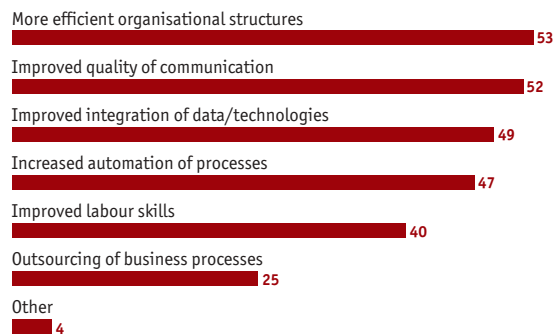 More efficient organisational structures
53
Improved quality of communication
52
Improved integration of data/technologies
49
Increased automation of processes
47
Improved labour skills
40
Outsourcing of business processes
25
Other
4